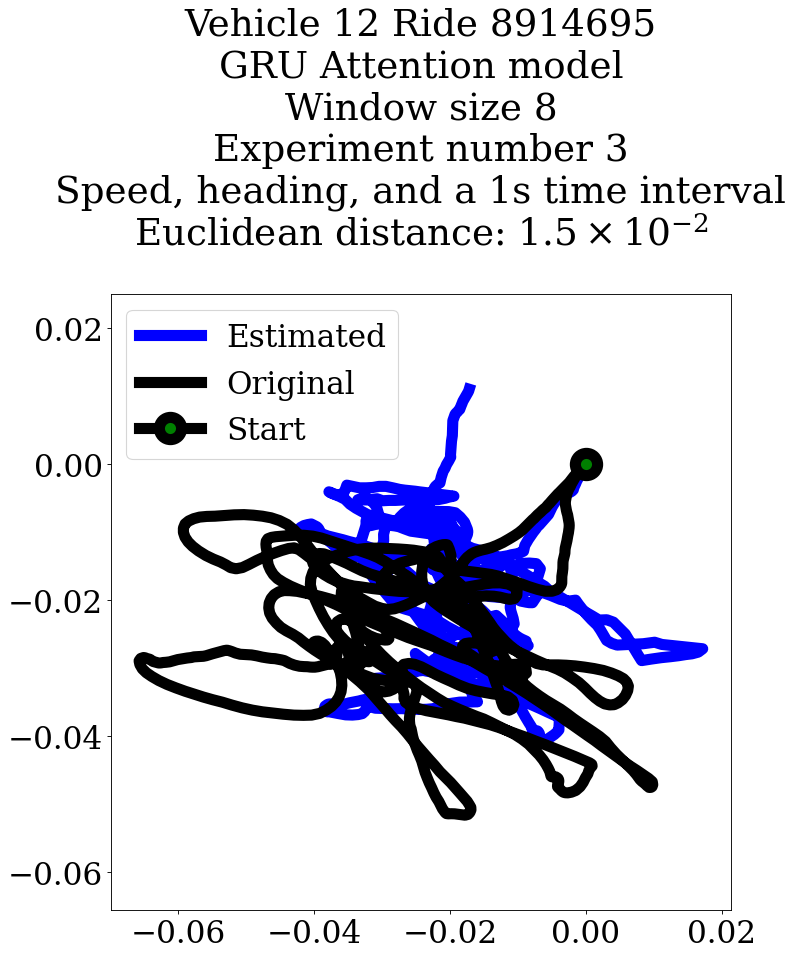 Vehicle 12 Ride 8914695
GRU Attention model
Window size 8
Experiment number 3
Speed, heading, and a 1s time interval
Euclidean distance: 1.5 × 10⁻²
Estimated
Original
Start
0.02
0.00
−0.02
−0.04
−0.06
−0.06 −0.04 −0.02 0.00 0.02